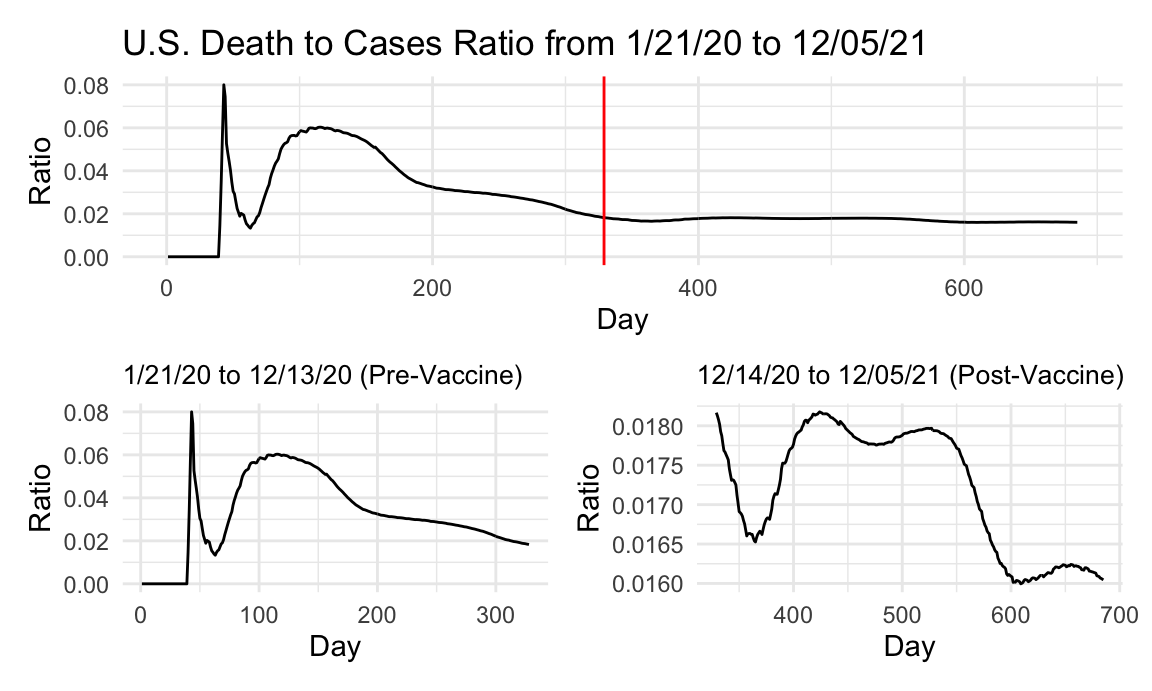 U.S. Death to Cases Ratio from 1/21/20 to 12/05/21
0.08
0.06
0.04
0.02
0.00
Ratio
0 200 400 600
Day
1/21/20 to 12/13/20 (Pre-Vaccine)
0.08
0.06
0.04
0.02
0.00
Ratio
0 100 200 300
Day
12/14/20 to 12/05/21 (Post-Vaccine)
0.0180
0.0175
0.0170
0.0165
0.0160
Ratio
400 500 600 700
Day